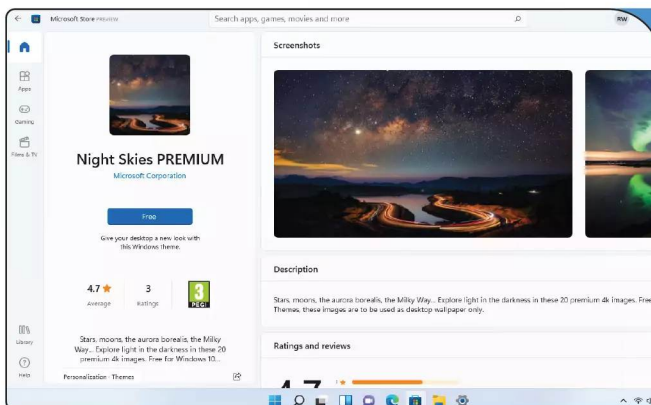 Microsoft Store PREVIEW
Search apps, games, movies and more
RW
Apps
Gaming
Films & TV
Library
Help
Night Skies PREMIUM
Microsoft Corporation
Free
Give your desktop a new look with
this Windows theme.
4.7
Average
3
Ratings
3
PEGI
Stars, moons, the aurora borealis, the Milky
Way... Explore light in the darkness in these 20
premium 4k images. Free for Windows 10...
Personalization - Themes
Screenshots
Description
Stars, moons, the aurora borealis, the Milky Way... Explore light in the darkness in these 20 premium 4k images. Free
Themes, these images are to be used as desktop wallpaper only.
Ratings and reviews
4.7